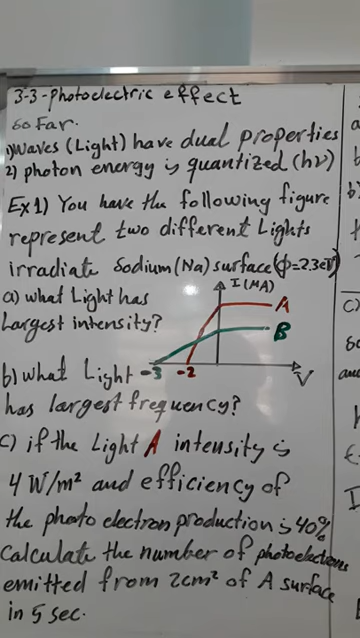 3-3-photoelectric effect
so far.
1) waves (Light) have dual properties
2) photon energy is quantized (hν)
Ex1) You have the following figure
represent two different Lights
irradiate Sodium (Na) surface (ϕ=2.3eV)
a) what Light has
Largest intensity?
I (MA)
A
B
-3 -2
V
b) what Light
has largest frequency?
c) if the Light A intensity is
4 W/m² and efficiency of
the photo electron production is 40%
Calculate the number of photoelectrons
emitted from 2cm² of A surface
in 5 sec.